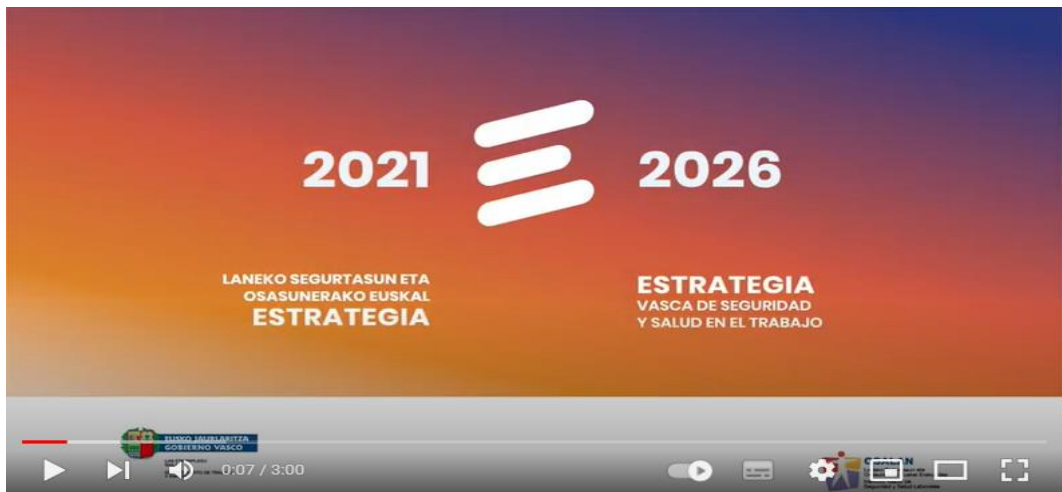 2021
2026
LANEKO SEGURTASUN ETA
OSASUNERAKO EUSKAL
ESTRATEGIA
ESTRATEGIA
VASCA DE SEGURIDAD
Y SALUD EN EL TRABAJO
EUSKO JAURLARITZA
GOBIERNO VASCO
0:07 / 3:00
OSALAN